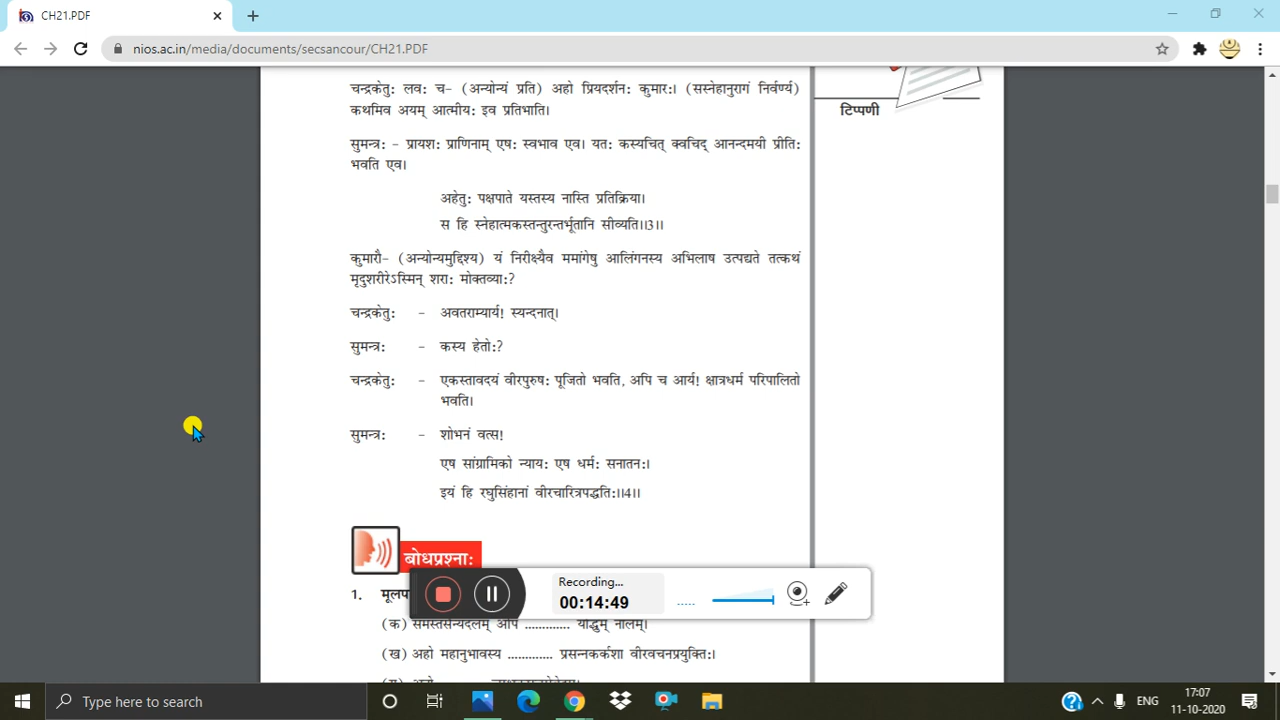 CH21.PDF
nios.ac.in/media/documents/secsancour/CH21.PDF
चन्द्रकेतुः लवः च– (अन्योन्यं प्रति) अहो प्रियदर्शनः कुमारः। (सस्नेहानुरागं निर्वर्ण्य)
कथमिव अयम् आत्मीयः इव प्रतिभाति।
टिप्पणी
सुमन्त्रः – प्रायशः प्राणिनाम् एषः स्वभाव एव। यतः कस्यचित् क्वचिद् आनन्दमयी प्रीतिः
भवति एव।
अहेतुः पक्षपाते यस्तस्य नास्ति प्रतिक्रिया।
स हि स्नेहात्मकस्तन्तुरन्तर्भूतानि सीव्यति।।3।।
कुमारौ– (अन्योन्यमुद्दिश्य) यं निरीक्ष्यैव ममांगेषु आलिंगनस्य अभिलाष उत्पद्यते तत्कथं
मृदुशरीरेऽस्मिन् शराः मोक्तव्याः?
चन्द्रकेतुः – अवतराम्यार्य! स्यन्दनात्।
सुमन्त्रः – कस्य हेतोः?
चन्द्रकेतुः – एकस्तावदयं वीरपुरुषः पूजितो भवति, अपि च आर्य! क्षात्रधर्म परिपालितो
भवति।
सुमन्त्रः – शोभनं वत्स!
एष सांग्रामिको न्यायः एष धर्मः सनातनः।
इयं हि रघुसिंहानां वीरचारित्रपद्धतिः।।4।।
बोधप्रश्नाः
Recording...
00:14:49
1. मूलपा
(क) समस्तसैन्यदलम् अपि ............. योद्धुम् नालम्।
(ख) अहो महानुभावस्य ............. प्रसन्नकर्कशा वीरवचनप्रयुक्तिः।
Type here to search
ENG
17:07
11-10-2020